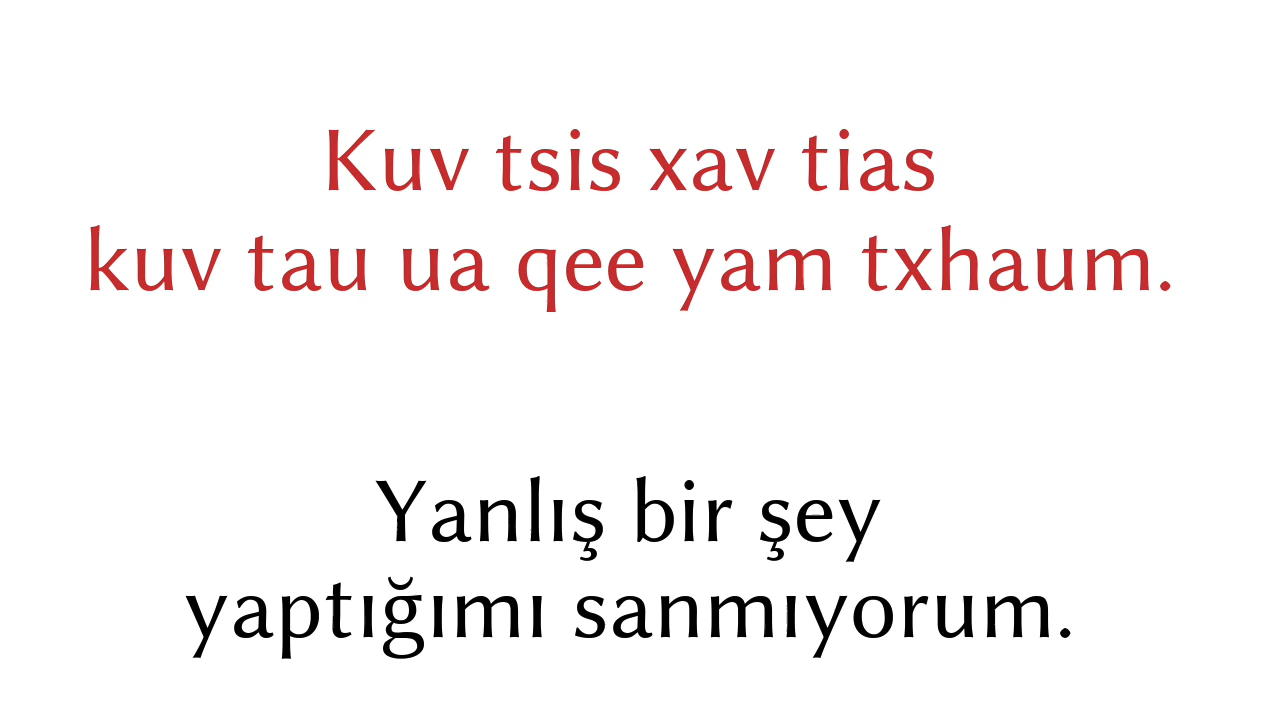 Kuv tsis xav tias
kuv tau ua qee yam txhaum.
Yanlış bir şey
yaptığımı sanmıyorum.